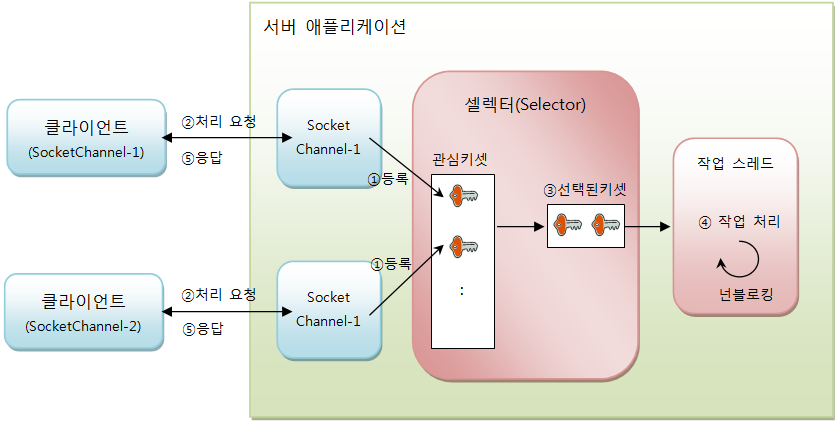 서버 애플리케이션
클라이언트
(SocketChannel-1)
②처리 요청
⑤응답
Socket
Channel-1
①등록
셀렉터(Selector)
관심키셋
③선택된키셋
작업 스레드
④ 작업 처리
넌블로킹
클라이언트
(SocketChannel-2)
②처리 요청
⑤응답
Socket
Channel-1
①등록
: